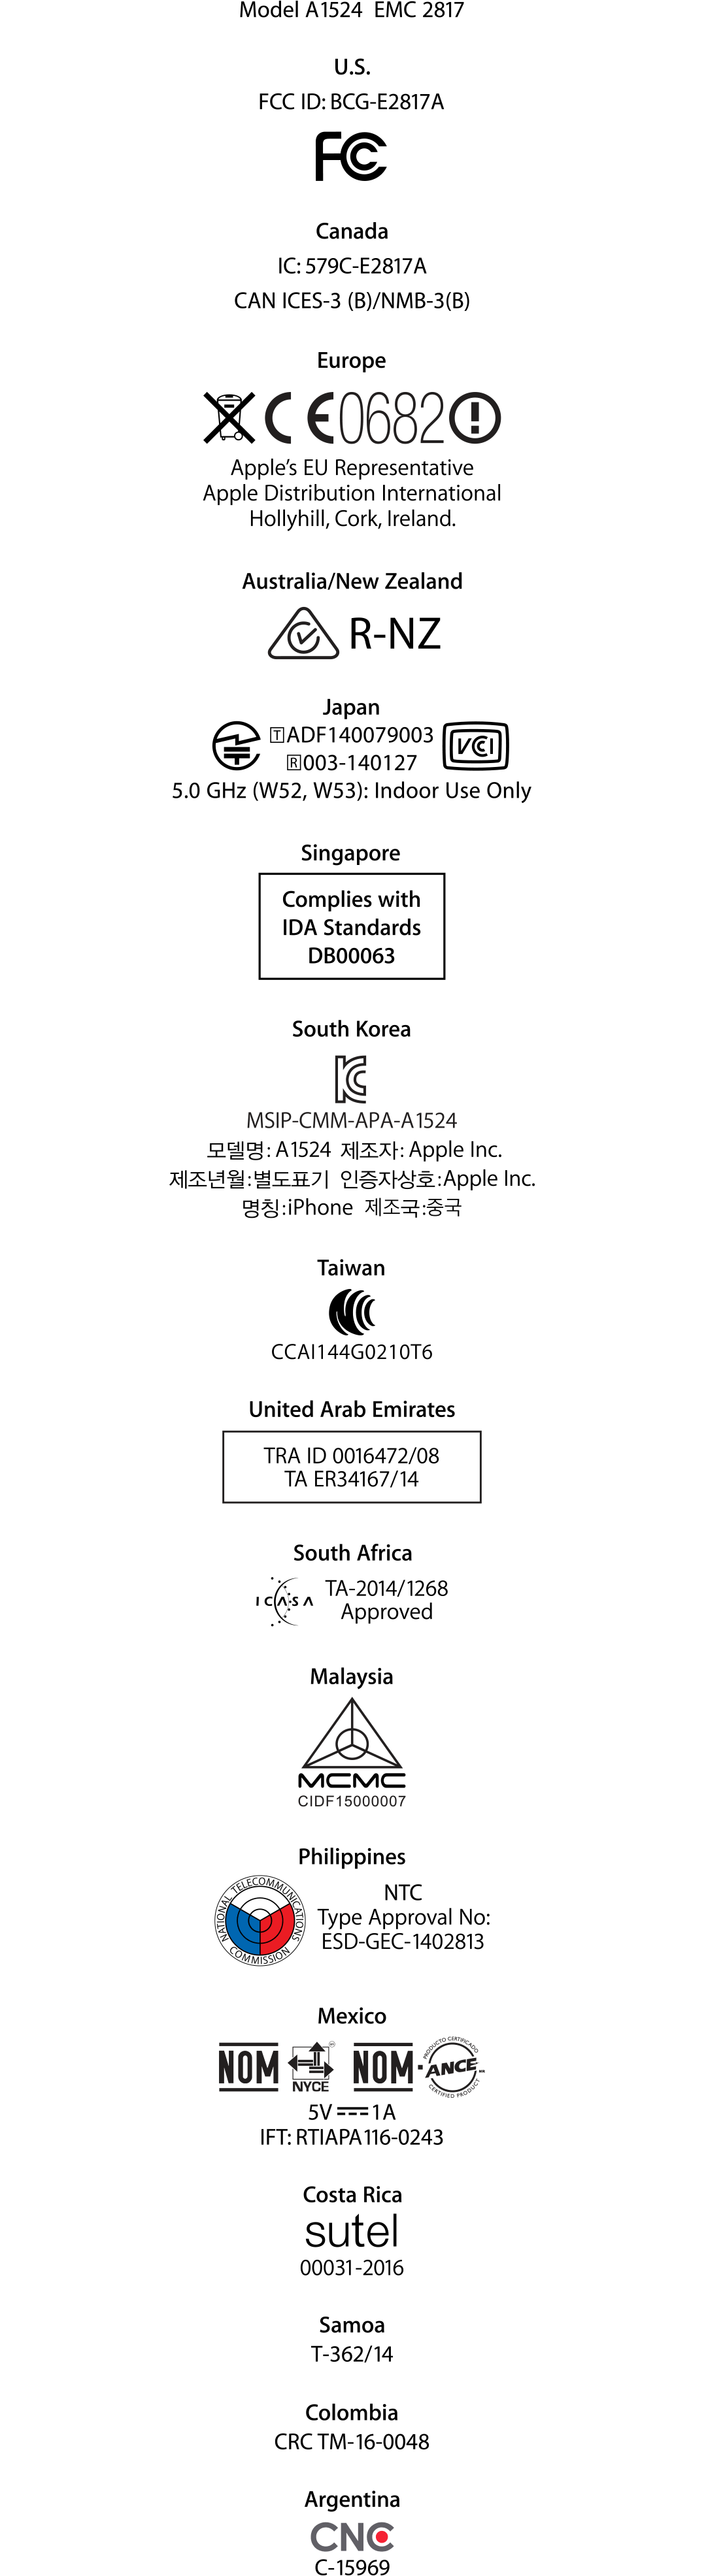 Model A1524 EMC 2817
U.S.
FCC ID: BCG-E2817A
FC
Canada
IC: 579C-E2817A
CAN ICES-3 (B)/NMB-3(B)
Europe
CE0682
Apple’s EU Representative
Apple Distribution International
Hollyhill, Cork, Ireland.
Australia/New Zealand
R-NZ
Japan
T ADF140079003
R 003-140127
VCI
5.0 GHz (W52, W53): Indoor Use Only
Singapore
Complies with
IDA Standards
DB00063
South Korea
MSIP-CMM-APA-A1524
모델명: A1524 제조자: Apple Inc.
제조년월:별도표기 인증자상호:Apple Inc.
명칭:iPhone 제조국:중국
Taiwan
CCAI144G0210T6
United Arab Emirates
TRA ID 0016472/08
TA ER34167/14
South Africa
ICASA
TA-2014/1268
Approved
Malaysia
MCMC
CIDF15000007
Philippines
NATIONAL TELECOMMUNICATIONS COMMISSION
NTC
Type Approval No:
ESD-GEC-1402813
Mexico
NOM NYCE NOM ANCE
PRODUCTO CERTIFICADO
CERTIFIED PRODUCT
5V ⎓ 1 A
IFT: RTIAPA116-0243
Costa Rica
sutel
00031-2016
Samoa
T-362/14
Colombia
CRC TM-16-0048
Argentina
CNC
C-15969